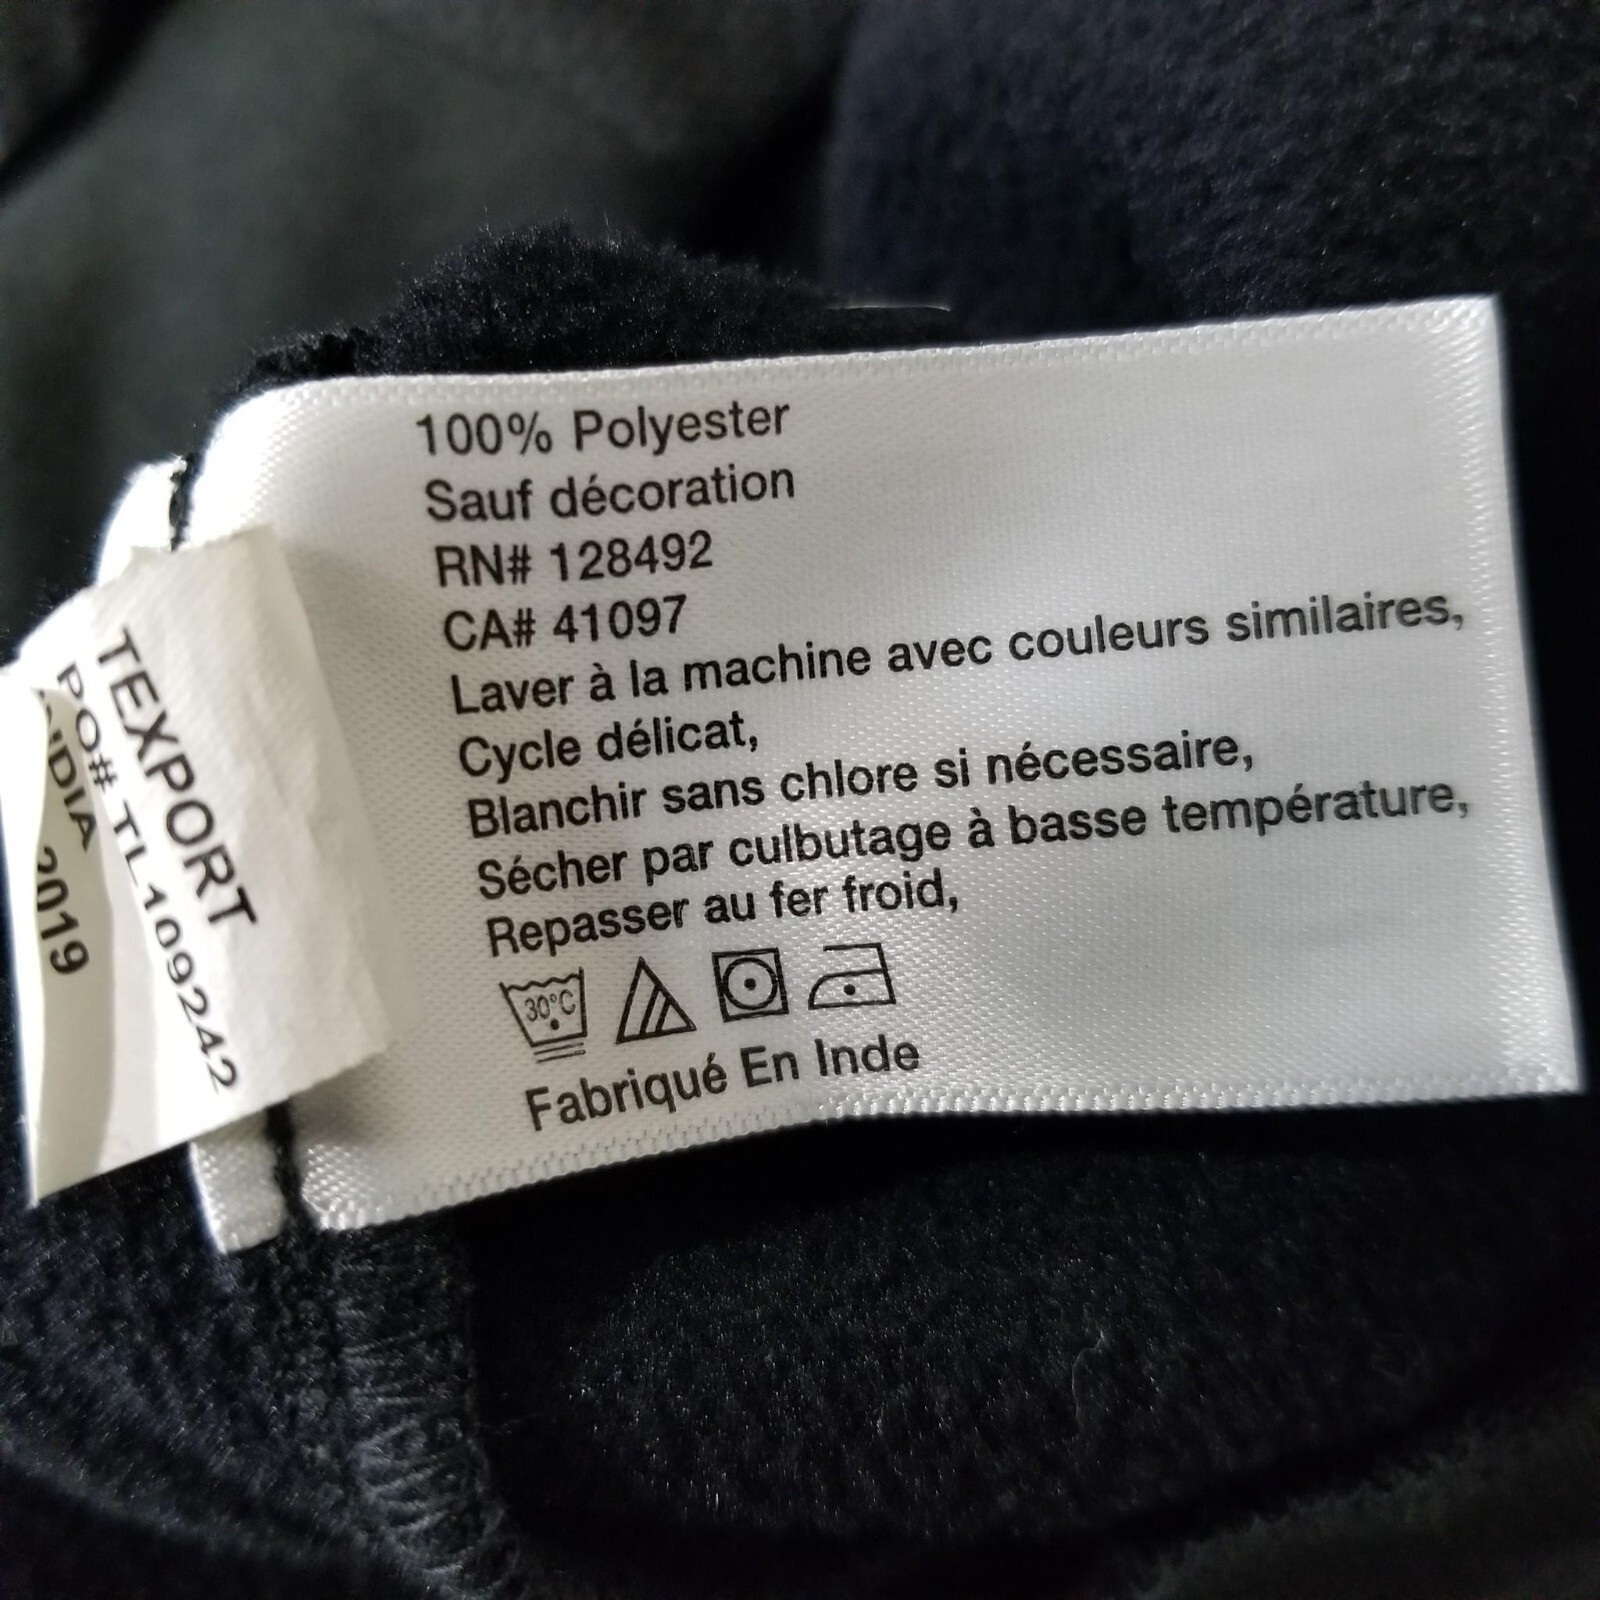 100% Polyester
Sauf décoration
RN# 128492
CA# 41097
Laver à la machine avec couleurs similaires,
Cycle délicat,
Blanchir sans chlore si nécessaire,
Sécher par culbutage à basse température,
Repasser au fer froid,
30°C
Fabriqué En Inde
TEXPORT
PO# TL109242
2019